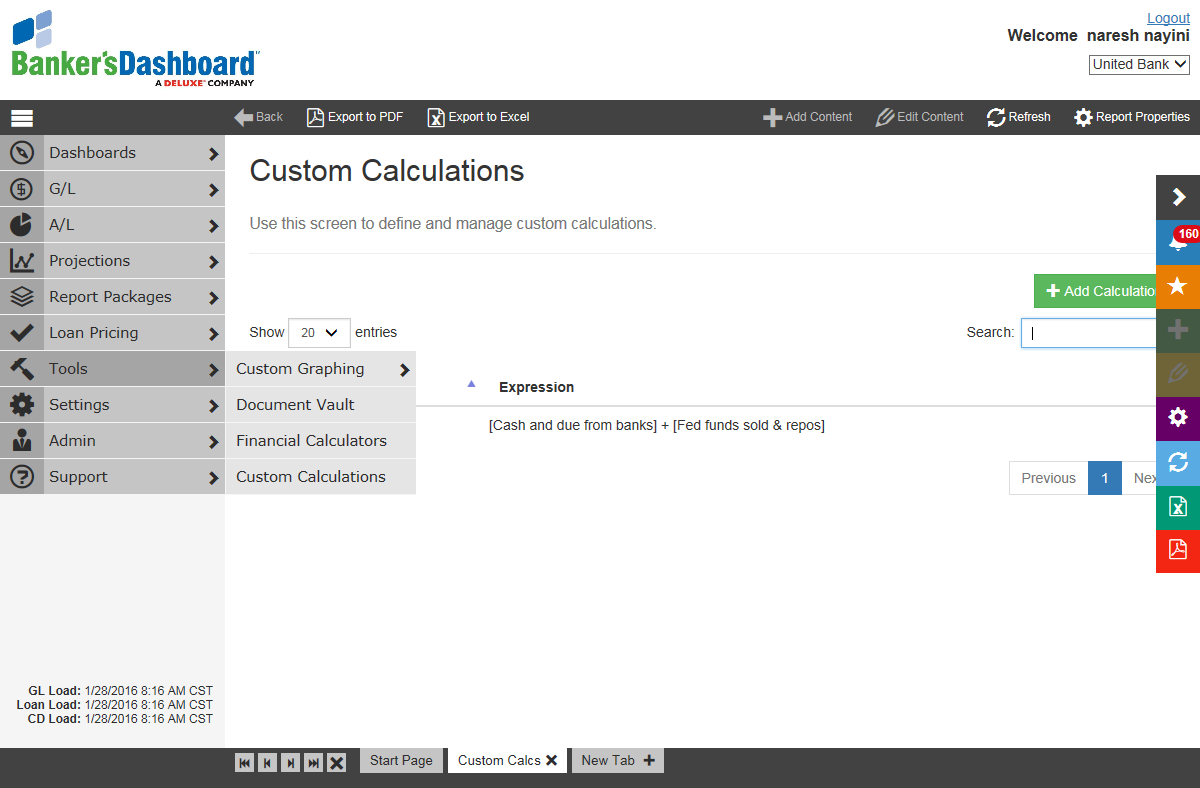 Logout
Welcome naresh nayini
United Bank
Banker'sDashboard
A DELUXE COMPANY
Back
Export to PDF
Export to Excel
Add Content
Edit Content
Refresh
Report Properties
Dashboards
G/L
A/L
Projections
Report Packages
Loan Pricing
Tools
Settings
Admin
Support
Custom Calculations
Use this screen to define and manage custom calculations.
160
Add Calculatio
Show 20 entries
Search:
Custom Graphing
Document Vault
Financial Calculators
Custom Calculations
Expression
[Cash and due from banks] + [Fed funds sold & repos]
Previous 1 Nex
GL Load: 1/28/2016 8:16 AM CST
Loan Load: 1/28/2016 8:16 AM CST
CD Load: 1/28/2016 8:16 AM CST
Start Page
Custom Calcs
New Tab